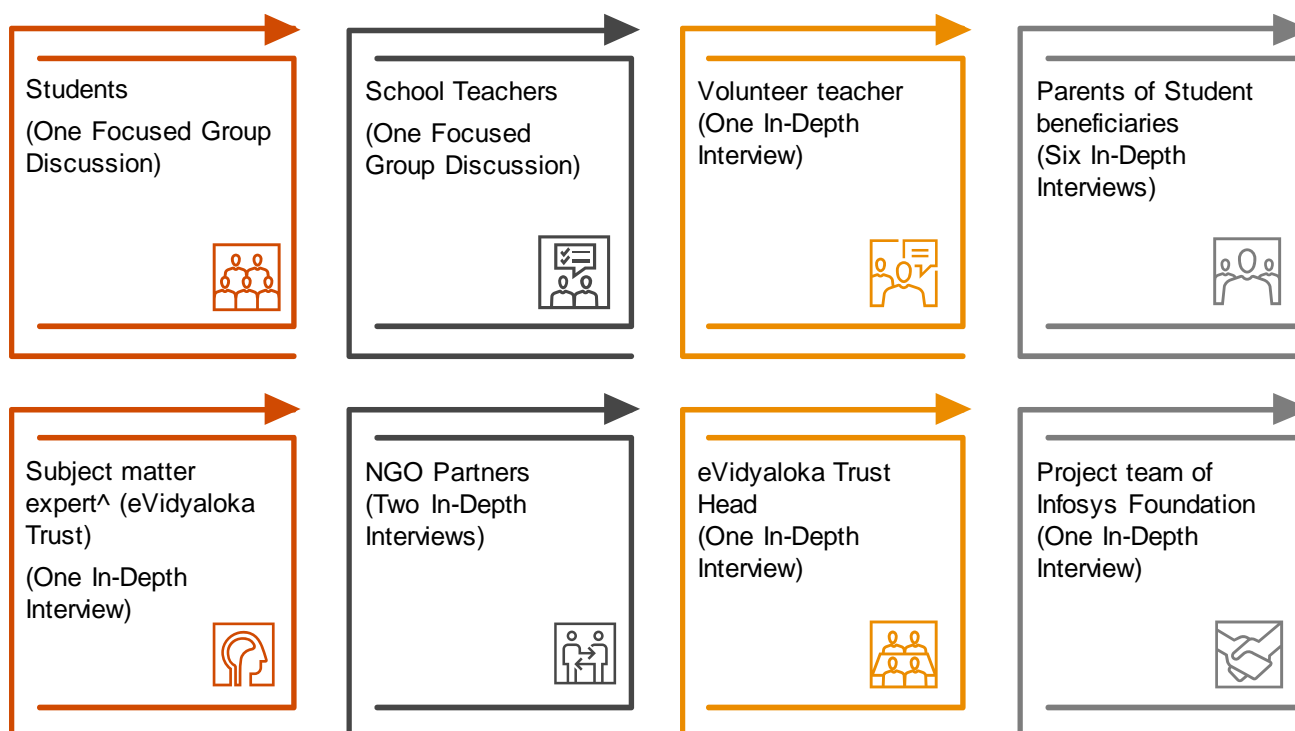 Students
(One Focused Group
Discussion)
School Teachers
(One Focused
Group Discussion)
Volunteer teacher
(One In-Depth
Interview)
Parents of Student
beneficiaries
(Six In-Depth
Interviews)
Subject matter
expert^ (eVidyaloka
Trust)
(One In-Depth
Interview)
NGO Partners
(Two In-Depth
Interviews)
eVidyaloka Trust
Head
(One In-Depth
Interview)
Project team of
Infosys Foundation
(One In-Depth
Interview)